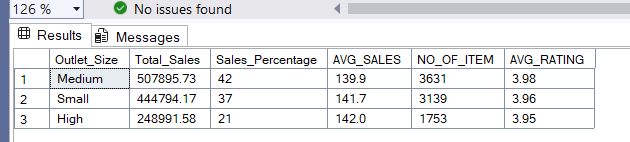 126 % No issues found
Results Messages
Outlet_Size Total_Sales Sales_Percentage AVG_SALES NO_OF_ITEM AVG_RATING
1 Medium 507895.73 42 139.9 3631 3.98
2 Small 444794.17 37 141.7 3139 3.96
3 High 248991.58 21 142.0 1753 3.95